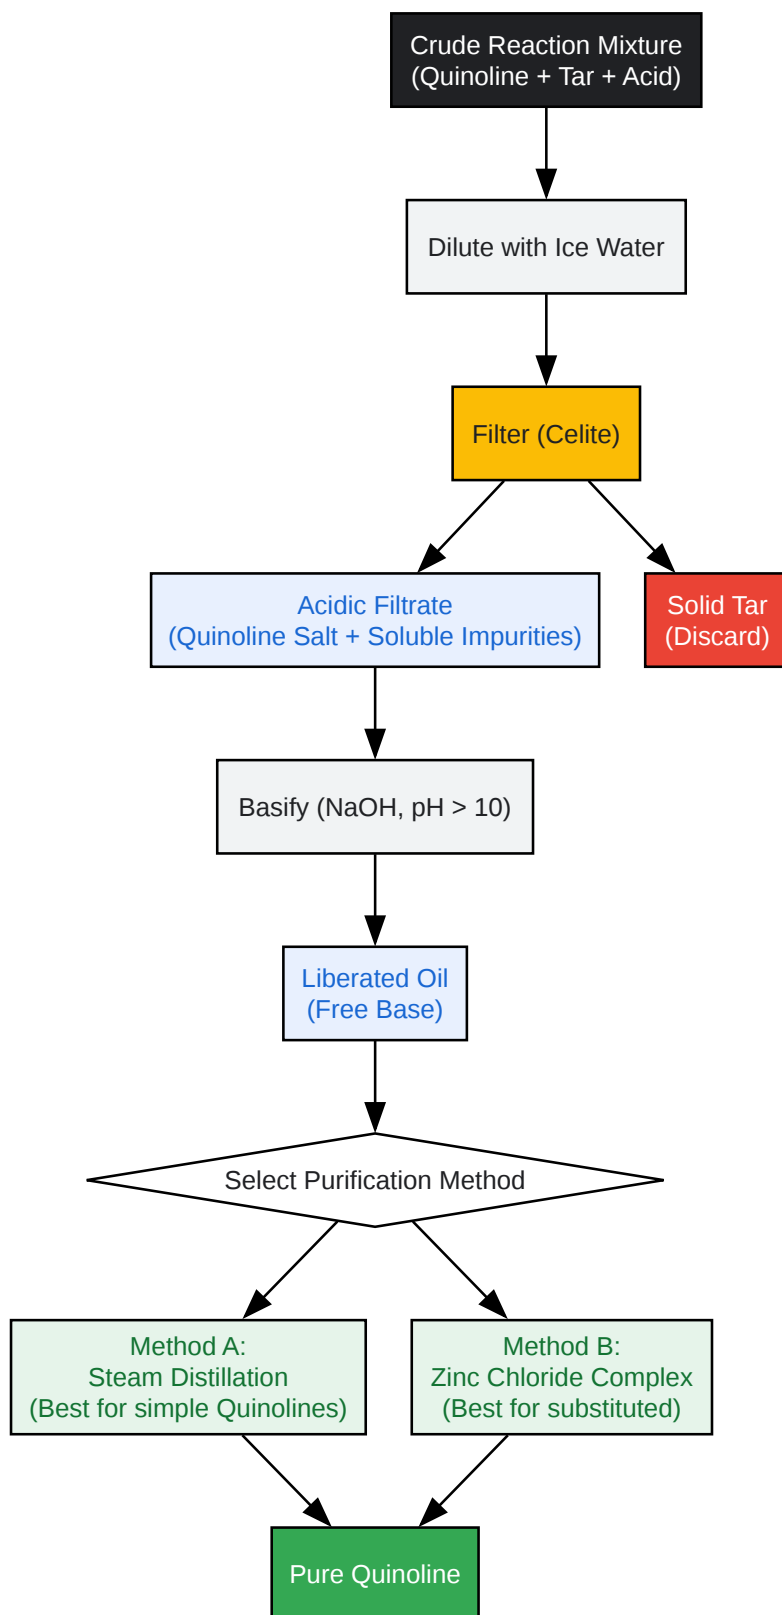 Crude Reaction Mixture
(Quinoline + Tar + Acid)
Dilute with Ice Water
Filter (Celite)
Acidic Filtrate
(Quinoline Salt + Soluble Impurities)
Solid Tar
(Discard)
Basify (NaOH, pH > 10)
Liberated Oil
(Free Base)
Select Purification Method
Method A:
Steam Distillation
(Best for simple Quinolines)
Method B:
Zinc Chloride Complex
(Best for substituted)
Pure Quinoline